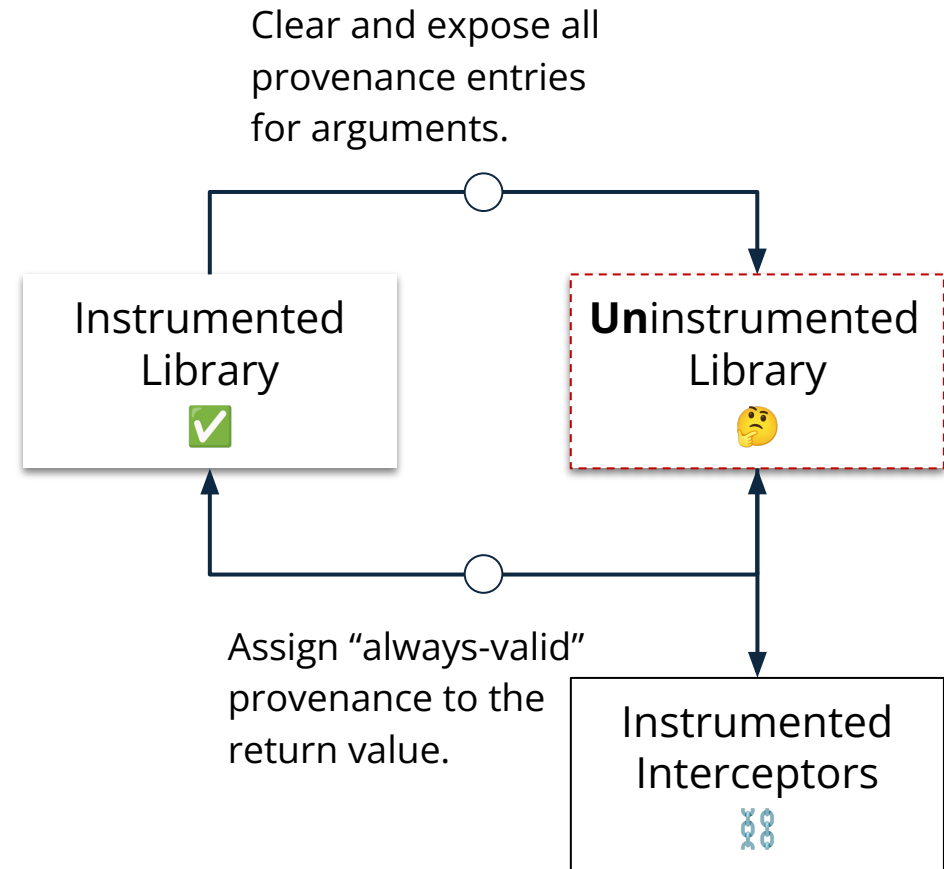 Clear and expose all
provenance entries
for arguments.
Instrumented
Library
✅
Uninstrumented
Library
🤔
Assign “always-valid”
provenance to the
return value.
Instrumented
Interceptors
⛓️